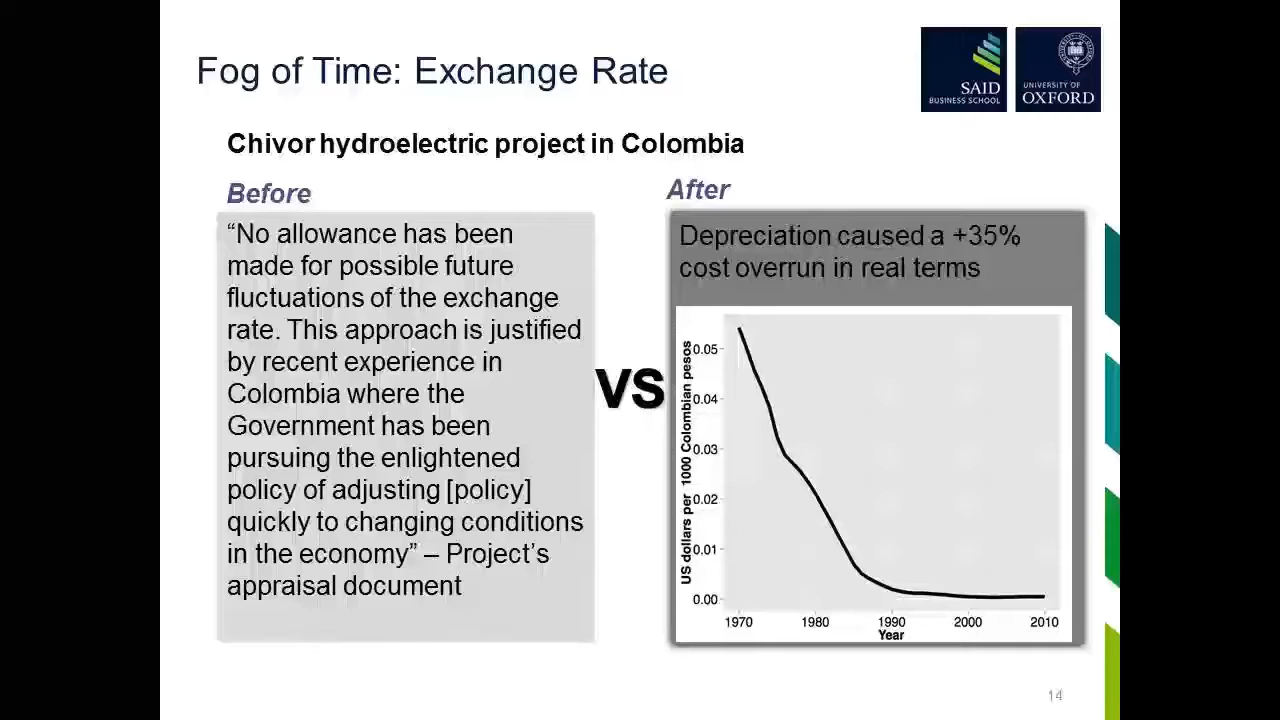 Fog of Time: Exchange Rate
SAID
BUSINESS SCHOOL
UNIVERSITY OF
OXFORD
Chivor hydroelectric project in Colombia
Before
“No allowance has been
made for possible future
fluctuations of the exchange
rate. This approach is justified
by recent experience in
Colombia where the
Government has been
pursuing the enlightened
policy of adjusting [policy]
quickly to changing conditions
in the economy” – Project’s
appraisal document
VS
After
Depreciation caused a +35%
cost overrun in real terms
US dollars per 1000 Colombian pesos
0.05
0.04
0.03
0.02
0.01
0.00
1970 1980 1990 2000 2010
Year
14